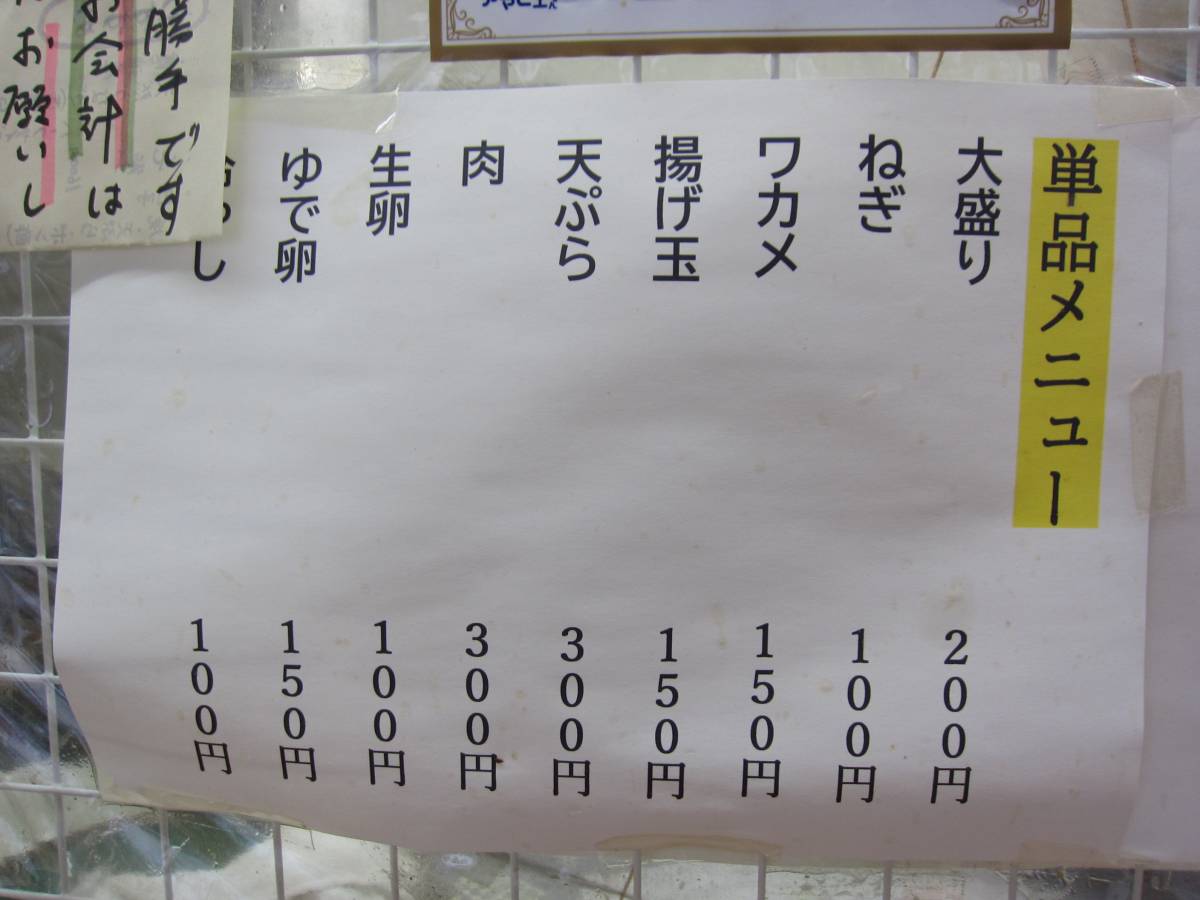 単品メニュー
大盛り 200円
ねぎ 100円
ワカメ 150円
揚げ玉 150円
天ぷら 300円
肉 300円
生卵 100円
ゆで卵 150円
し 100円
勝手です
お会計は
お願いし